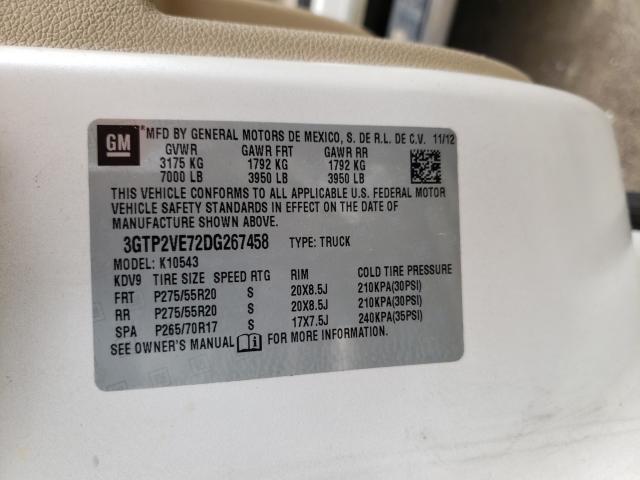 GM *MFD BY GENERAL MOTORS DE MEXICO, S. DE R.L. DE C.V. 11/12
GVWR GAWR FRT GAWR RR
3175 KG 1792 KG 1792 KG
7000 LB 3950 LB 3950 LB
THIS VEHICLE CONFORMS TO ALL APPLICABLE U.S. FEDERAL MOTOR
VEHICLE SAFETY STANDARDS IN EFFECT ON THE DATE OF
MANUFACTURE SHOWN ABOVE.
3GTP2VE72DG267458 TYPE: TRUCK
MODEL: K10543
KDV9 TIRE SIZE SPEED RTG RIM COLD TIRE PRESSURE
FRT P275/55R20 S 20X8.5J 210KPA(30PSI)
RR P275/55R20 S 20X8.5J 210KPA(30PSI)
SPA P265/70R17 S 17X7.5J 240KPA(35PSI)
SEE OWNER'S MANUAL FOR MORE INFORMATION.